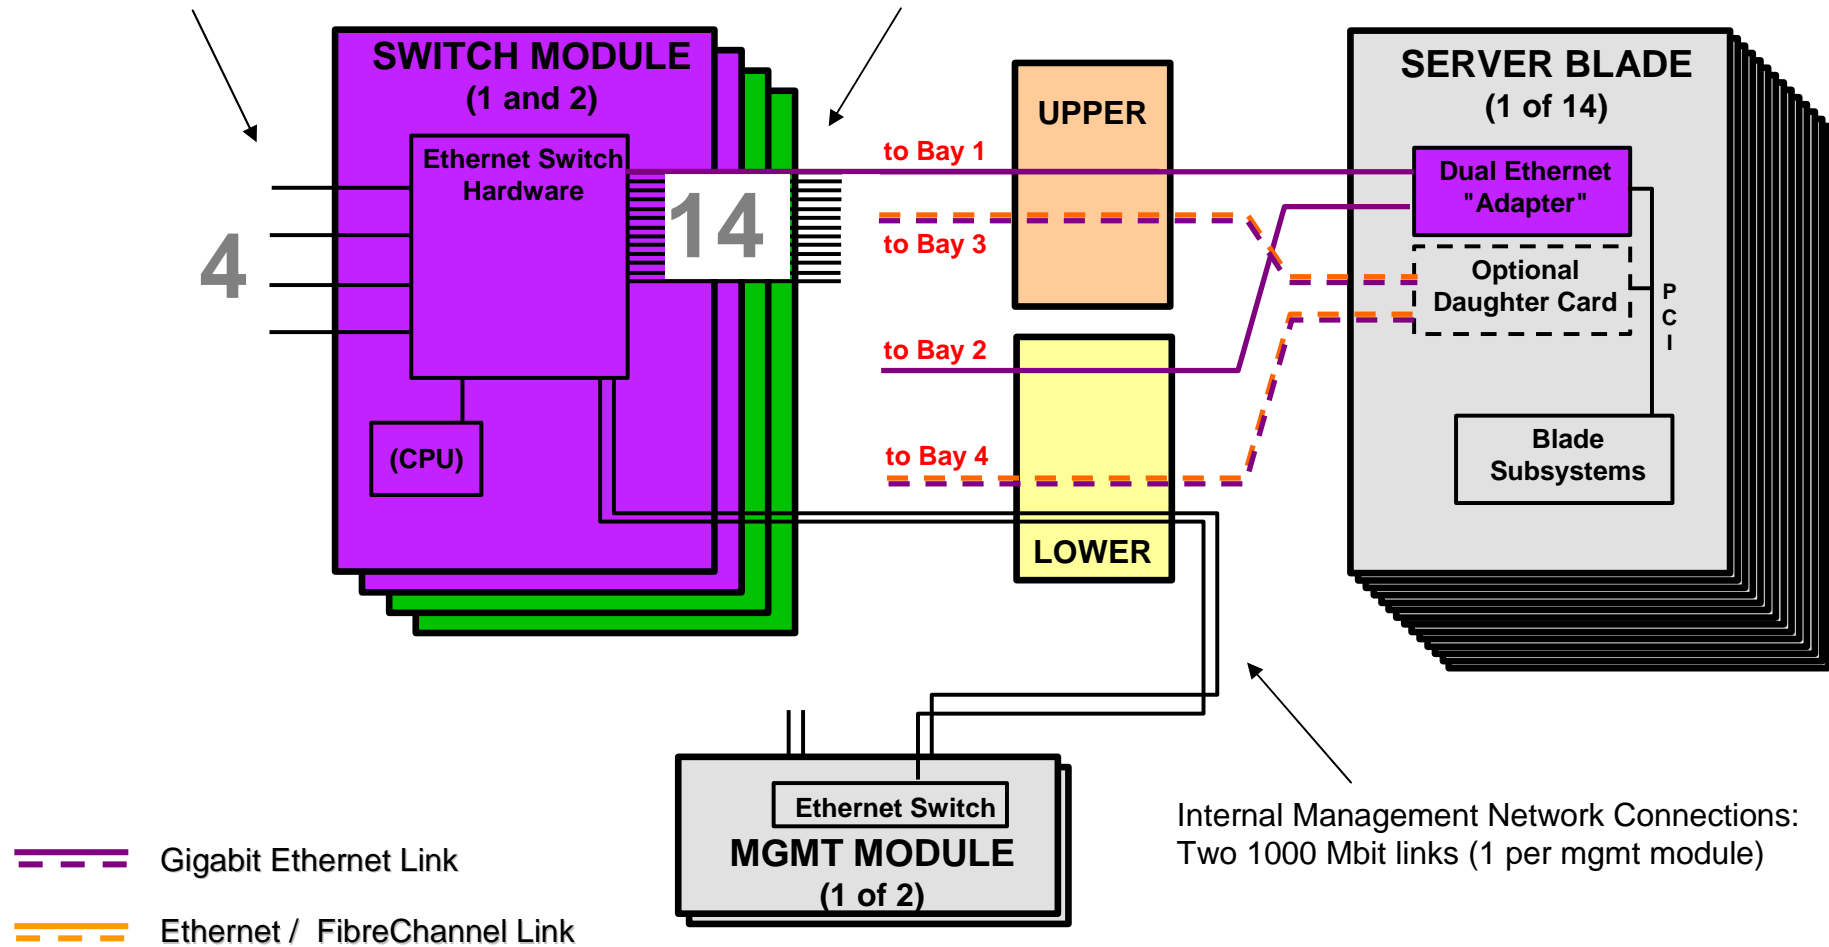 SWITCH MODULE
(1 and 2)
Ethernet Switch
Hardware
14
4
(CPU)
UPPER
to Bay 1
to Bay 3
to Bay 2
to Bay 4
LOWER
SERVER BLADE
(1 of 14)
Dual Ethernet
"Adapter"
Optional
Daughter Card
P
C
I
Blade
Subsystems
Ethernet Switch
MGMT MODULE
(1 of 2)
Internal Management Network Connections:
Two 1000 Mbit links (1 per mgmt module)
Gigabit Ethernet Link
Ethernet / FibreChannel Link